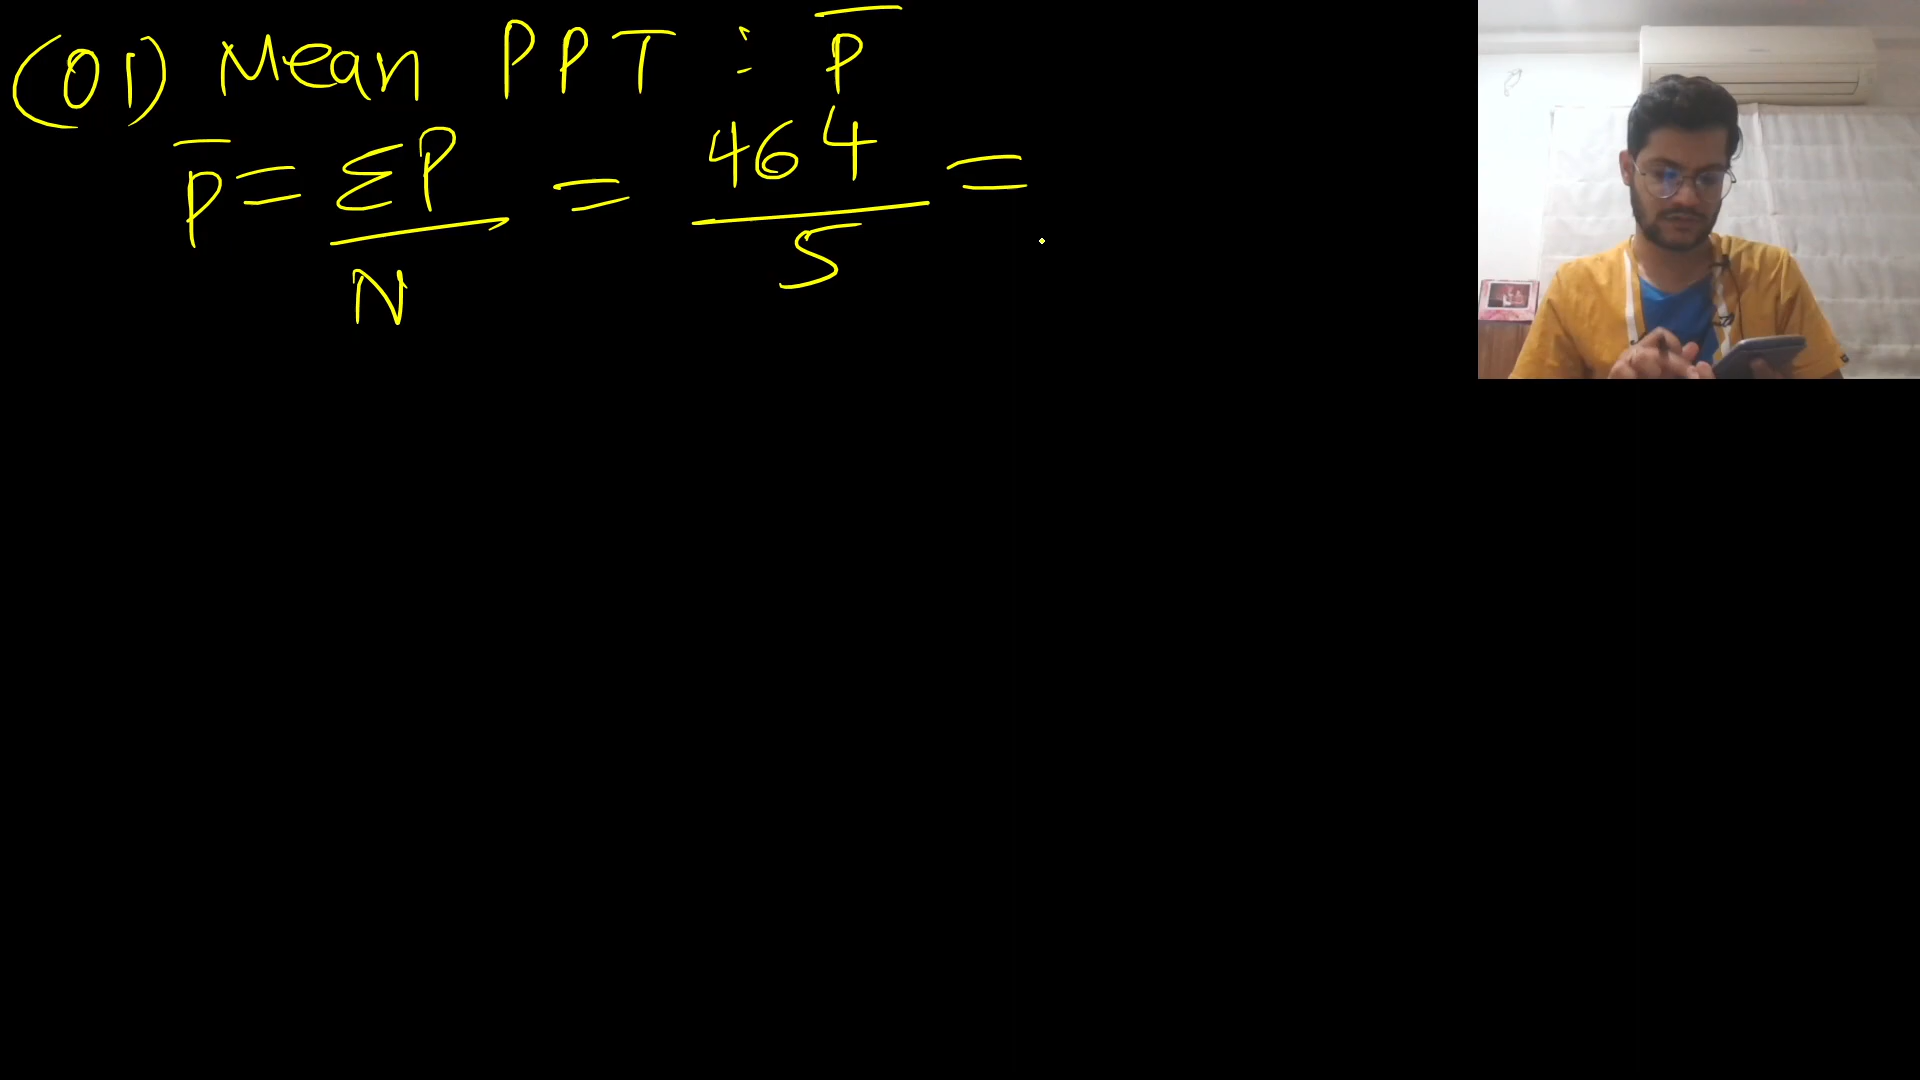 (01) Mean PPT : P̅
P̅ = ΣP / N = 464 / 5 =